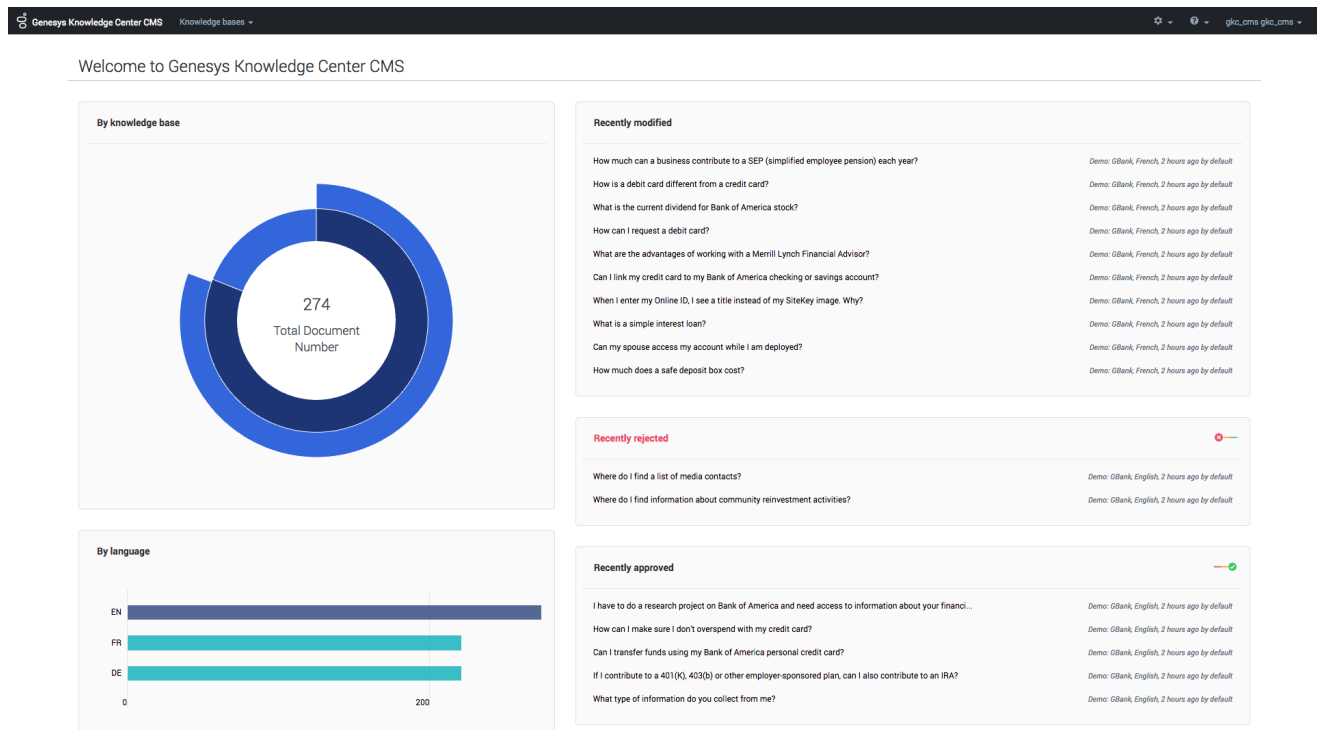 Genesys Knowledge Center CMS Knowledge bases gkc_cms gkc_cms
Welcome to Genesys Knowledge Center CMS
By knowledge base
274
Total Document
Number
By language
EN
FR
DE
0 200
Recently modified
How much can a business contribute to a SEP (simplified employee pension) each year? Demo: GBank, French, 2 hours ago by default
How is a debit card different from a credit card? Demo: GBank, French, 2 hours ago by default
What is the current dividend for Bank of America stock? Demo: GBank, French, 2 hours ago by default
How can I request a debit card? Demo: GBank, French, 2 hours ago by default
What are the advantages of working with a Merrill Lynch Financial Advisor? Demo: GBank, French, 2 hours ago by default
Can I link my credit card to my Bank of America checking or savings account? Demo: GBank, French, 2 hours ago by default
When I enter my Online ID, I see a title instead of my SiteKey image. Why? Demo: GBank, French, 2 hours ago by default
What is a simple interest loan? Demo: GBank, French, 2 hours ago by default
Can my spouse access my account while I am deployed? Demo: GBank, French, 2 hours ago by default
How much does a safe deposit box cost? Demo: GBank, French, 2 hours ago by default
Recently rejected
Where do I find a list of media contacts? Demo: GBank, English, 2 hours ago by default
Where do I find information about community reinvestment activities? Demo: GBank, English, 2 hours ago by default
Recently approved
I have to do a research project on Bank of America and need access to information about your financi... Demo: GBank, English, 2 hours ago by default
How can I make sure I don't overspend with my credit card? Demo: GBank, English, 2 hours ago by default
Can I transfer funds using my Bank of America personal credit card? Demo: GBank, English, 2 hours ago by default
If I contribute to a 401(K), 403(b) or other employer-sponsored plan, can I also contribute to an IRA? Demo: GBank, English, 2 hours ago by default
What type of information do you collect from me? Demo: GBank, English, 2 hours ago by default